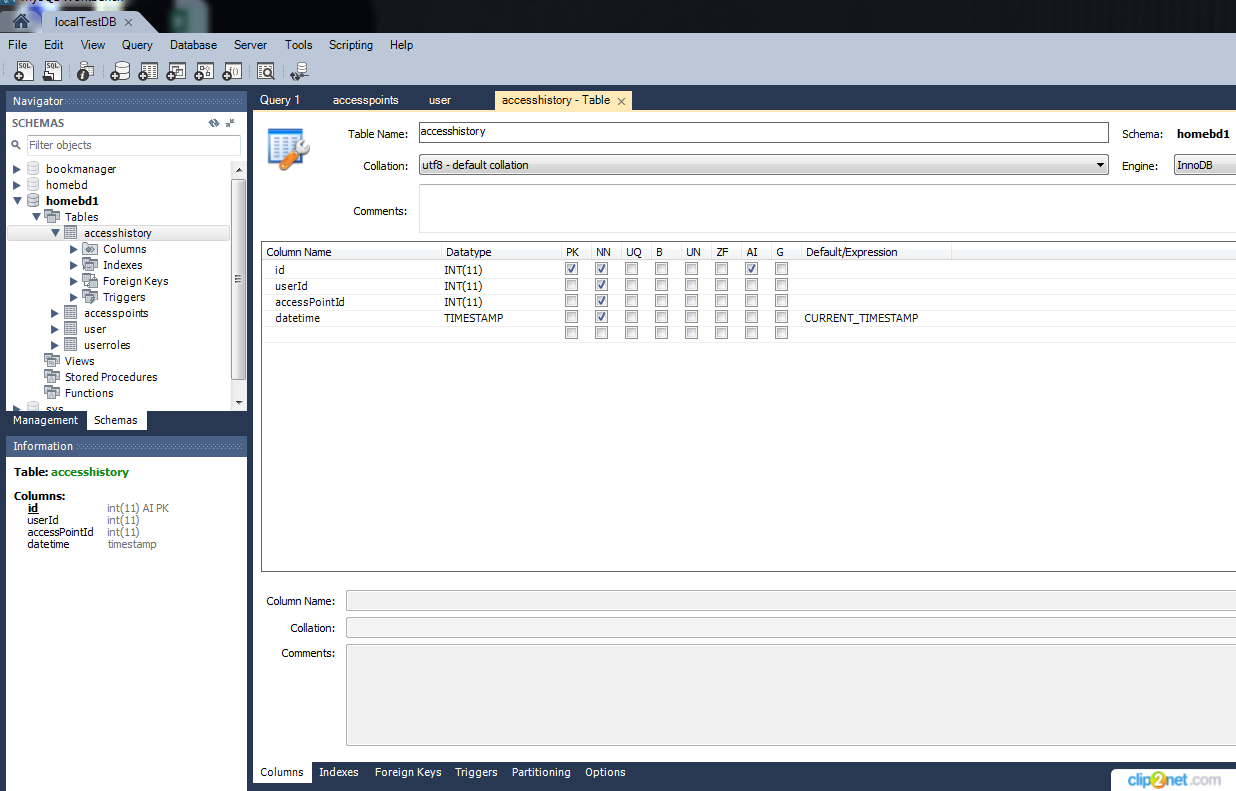 localTestDB
File Edit View Query Database Server Tools Scripting Help
Navigator
SCHEMAS
Filter objects
bookmanager
homebd
homebd1
Tables
accesshistory
Columns
Indexes
Foreign Keys
Triggers
accesspoints
user
userroles
Views
Stored Procedures
Functions
sys
Management Schemas
Information
Table: accesshistory
Columns:
id int(11) AI PK
userId int(11)
accessPointId int(11)
datetime timestamp
Query 1 accesspoints user accesshistory - Table
Table Name: accesshistory Schema: homebd1
Collation: utf8 - default collation Engine: InnoDB
Comments:
Column Name Datatype PK NN UQ B UN ZF AI G Default/Expression
id INT(11)
userId INT(11)
accessPointId INT(11)
datetime TIMESTAMP CURRENT_TIMESTAMP
Column Name:
Collation:
Comments:
Columns Indexes Foreign Keys Triggers Partitioning Options
clip2net.com